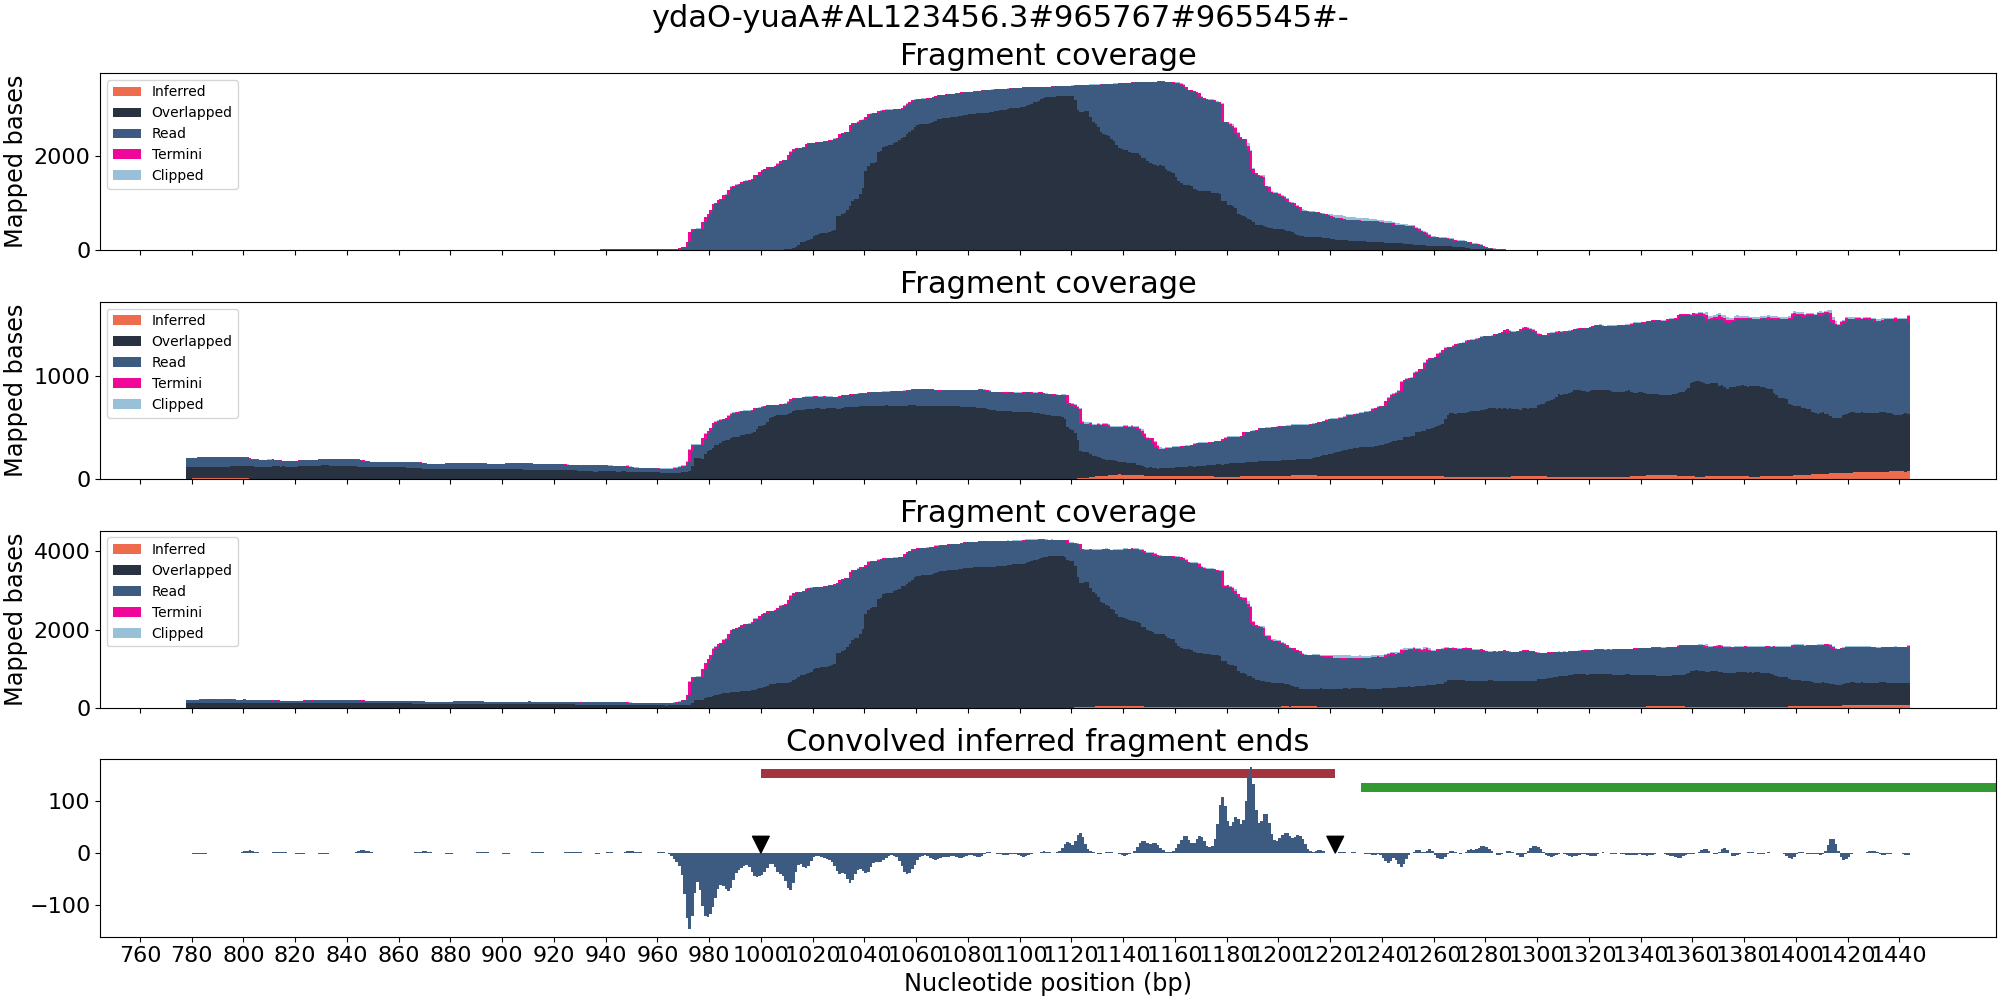 ydaO-yuaA#AL123456.3#965767#965545#-
Fragment coverage
Mapped bases
Inferred
Overlapped
Read
Termini
Clipped
2000
0
Fragment coverage
Mapped bases
Inferred
Overlapped
Read
Termini
Clipped
1000
0
Fragment coverage
Mapped bases
Inferred
Overlapped
Read
Termini
Clipped
4000
2000
0
Convolved inferred fragment ends
100
0
−100
760 780 800 820 840 860 880 900 920 940 960 980 1000 1020 1040 1060 1080 1100 1120 1140 1160 1180 1200 1220 1240 1260 1280 1300 1320 1340 1360 1380 1400 1420 1440
Nucleotide position (bp)